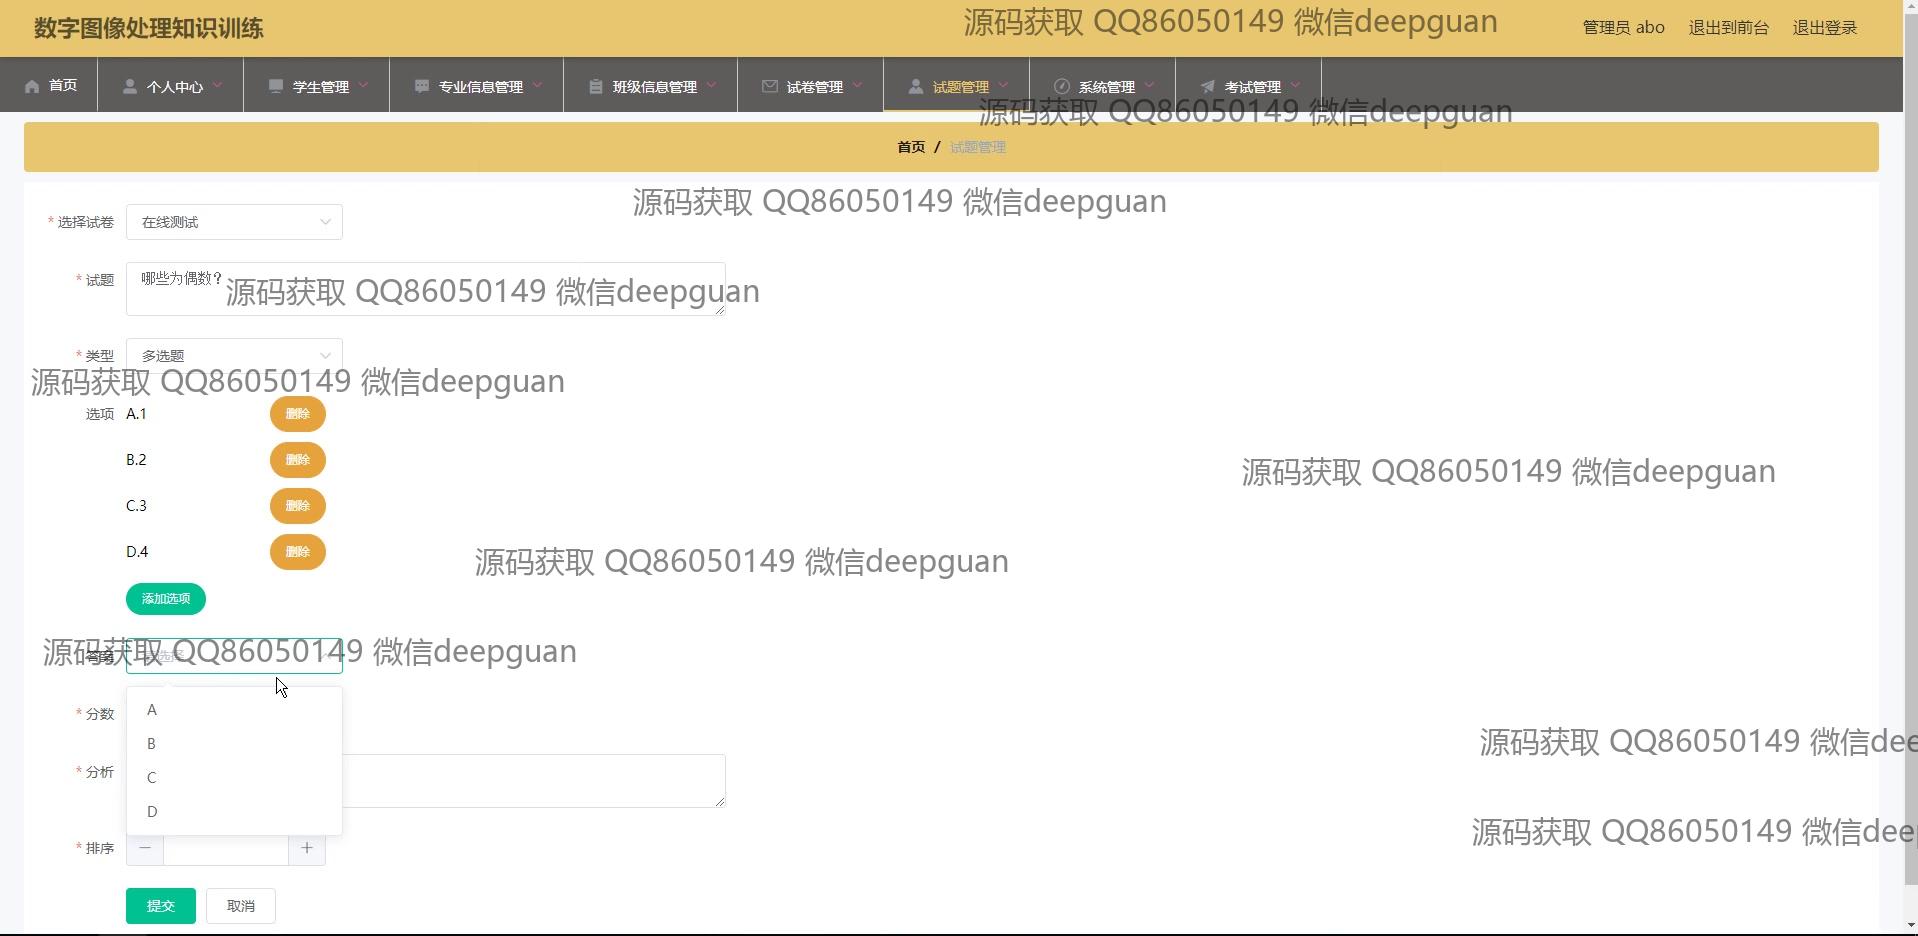 数字图像处理知识训练
源码获取 QQ86050149 微信deepguan
管理员 abo
退出到前台
退出登录
首页
个人中心
学生管理
专业信息管理
班级信息管理
试卷管理
试题管理
系统管理
考试管理
源码获取 QQ86050149 微信deepguan
首页 / 试题管理
源码获取 QQ86050149 微信deepguan
* 选择试卷 在线测试
* 试题 哪些为偶数?
源码获取 QQ86050149 微信deepguan
* 类型 多选题
源码获取 QQ86050149 微信deepguan
选项 A.1 删除
B.2 删除
源码获取 QQ86050149 微信deepguan
C.3 删除
D.4 删除
源码获取 QQ86050149 微信deepguan
添加选项
源码获取 QQ86050149 微信deepguan
答案
A
* 分数
B
源码获取 QQ86050149 微信dee
* 分析
C
D
源码获取 QQ86050149 微信deep
* 排序
提交
取消